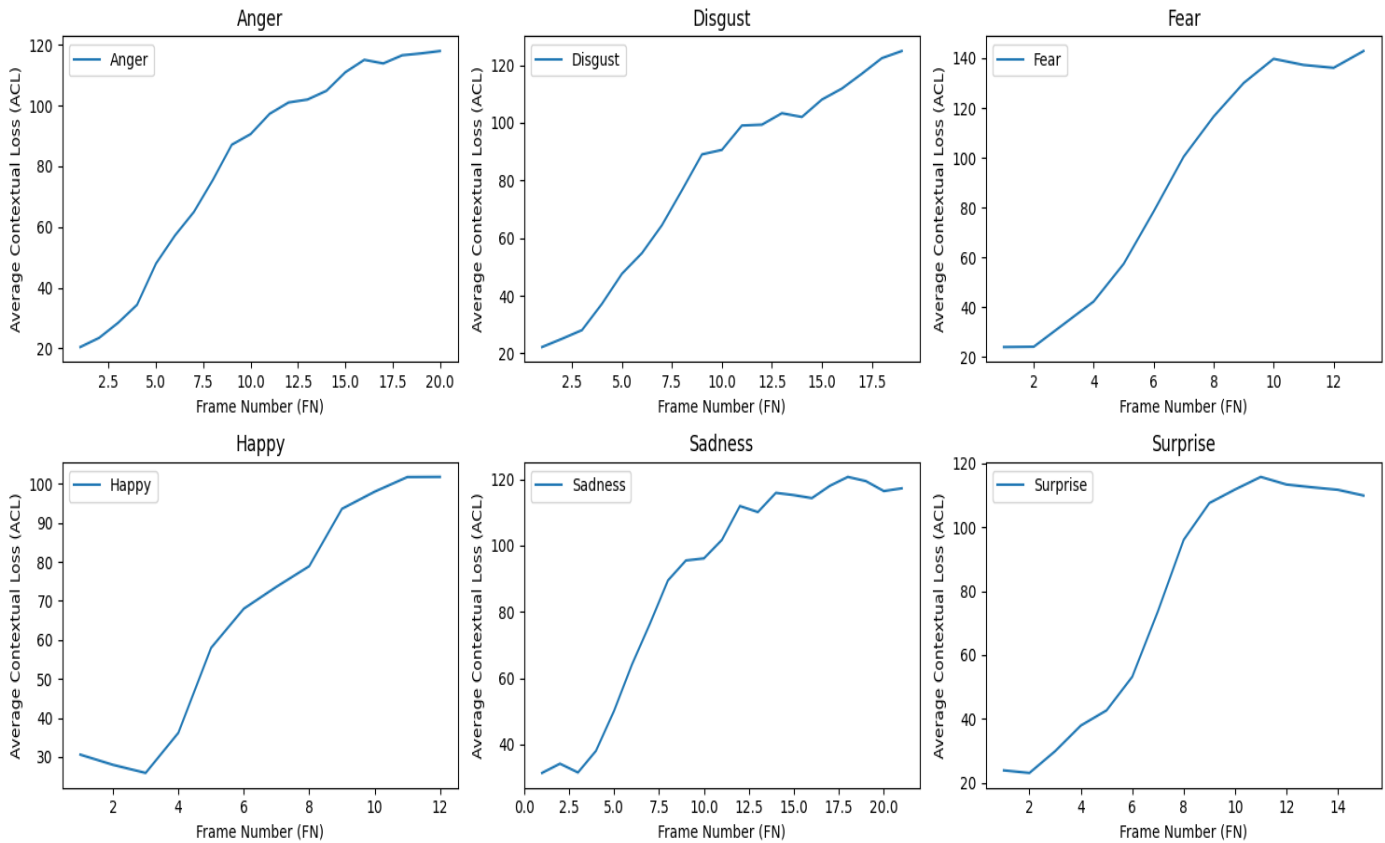 Anger
Anger
Average Contextual Loss (ACL)
120
100
80
60
40
20
2.5 5.0 7.5 10.0 12.5 15.0 17.5 20.0
Frame Number (FN)
Disgust
Disgust
Average Contextual Loss (ACL)
120
100
80
60
40
20
2.5 5.0 7.5 10.0 12.5 15.0 17.5
Frame Number (FN)
Fear
Fear
Average Contextual Loss (ACL)
140
120
100
80
60
40
20
2 4 6 8 10 12
Frame Number (FN)
Happy
Happy
Average Contextual Loss (ACL)
100
90
80
70
60
50
40
30
2 4 6 8 10 12
Frame Number (FN)
Sadness
Sadness
Average Contextual Loss (ACL)
120
100
80
60
40
0.0 2.5 5.0 7.5 10.0 12.5 15.0 17.5 20.0
Frame Number (FN)
Surprise
Surprise
Average Contextual Loss (ACL)
120
100
80
60
40
20
2 4 6 8 10 12 14
Frame Number (FN)